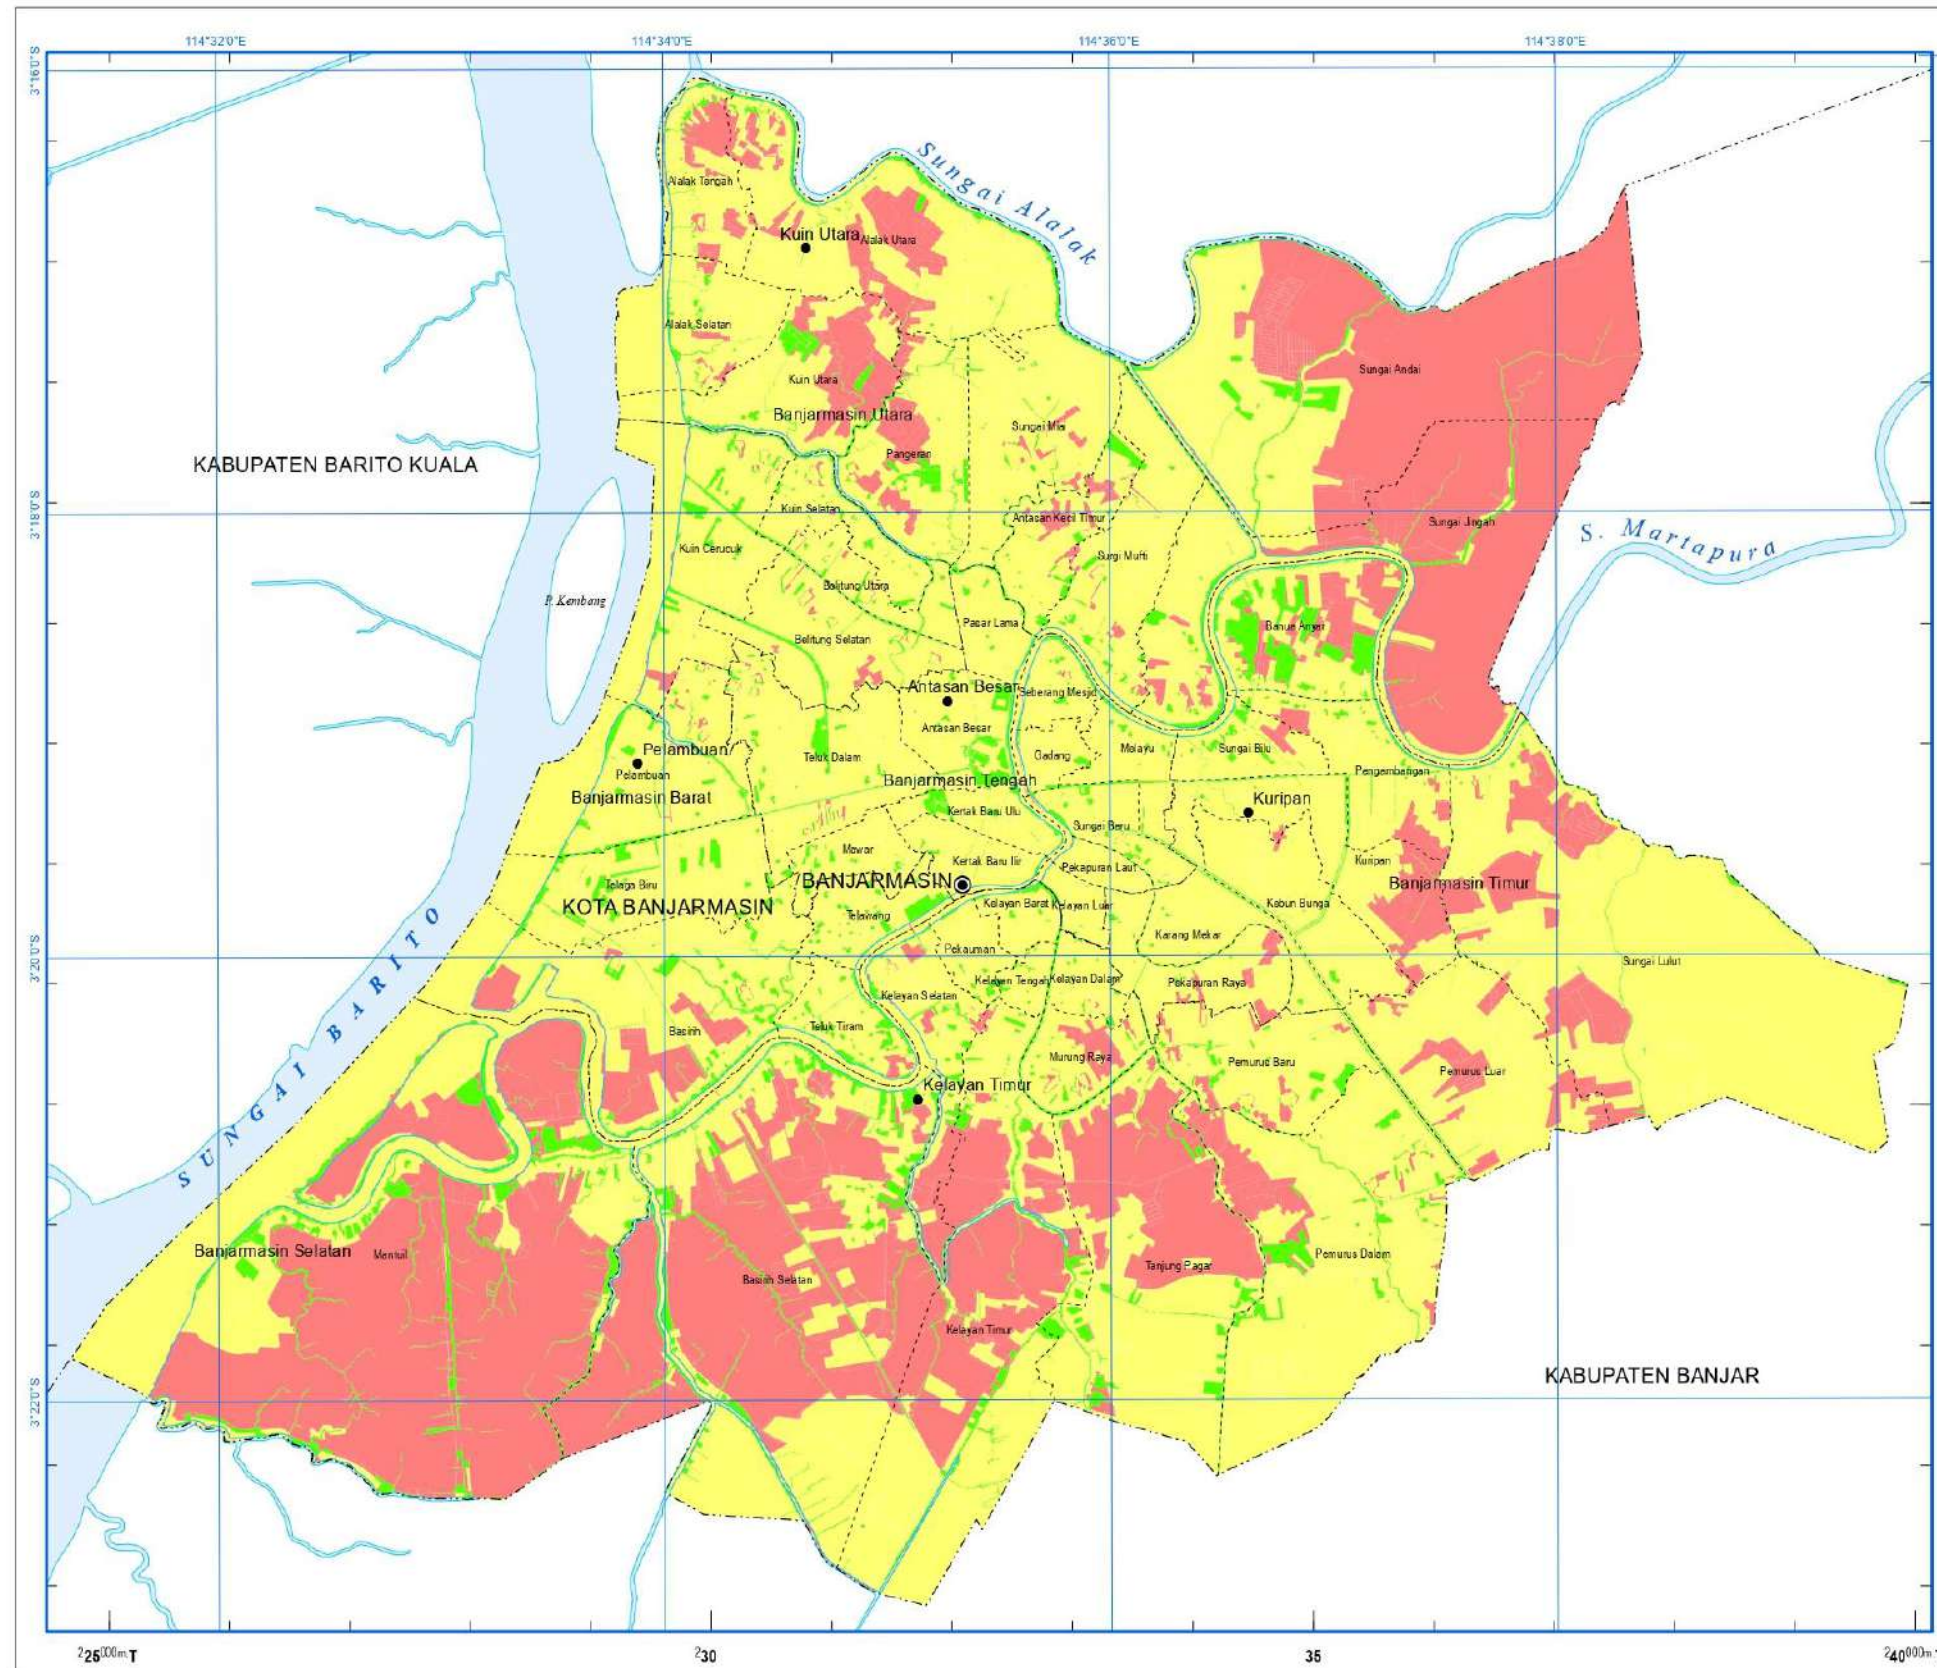 114°32'0"E
114°34'0"E
114°36'0"E
114°38'0"E
3°16'0"S
3°18'0"S
3°20'0"S
3°22'0"S
Sungai Alalak
Alalak Tengah
Kuin Utara
Alalak Utara
Alalak Selatan
Sungai Andai
Kuin Utara
Banjarmasin Utara
Sungai Mia
Pangeran
KABUPATEN BARITO KUALA
Kuin Selatan
Antasan Kecil Timur
Sungai Jingah
S. Martapura
Kuin Cerucuk
Surgi Mufti
Belitung Utara
P. Kembang
Pasar Lama
Banua Anyar
Belitung Selatan
Antasan Besar
Seberang Mesjid
Antasan Besar
Pelambuan
Gadang
Melayu
Sungai Bilu
Teluk Dalam
Pengambangan
Pelambuan
Banjarmasin Tengah
Banjarmasin Barat
Kuripan
Kertak Baru Ulu
Sungai Baru
Mawar
Kertak Baru Ilir
Kuripan
Pekapuran Laut
BANJARMASIN
Telaga Biru
Banjarmasin Timur
KOTA BANJARMASIN
Kelayan Barat
Kelayan Luar
Kebun Bunga
Telawang
Karang Mekar
Pekauman
Sungai Lulut
Kelayan Tengah
Kelayan Dalam
Pekapuran Raya
Kelayan Selatan
SUNGAI BARITO
Basirih
Teluk Tiram
Murung Raya
Pemurus Baru
Pemurus Luar
Kelayan Timur
Banjarmasin Selatan
Mantuil
Pemurus Dalam
Basirih Selatan
Tanjung Pagar
Kelayan Timur
KABUPATEN BANJAR
²25⁰⁰⁰m.T
²30
35
²40⁰⁰⁰m.T